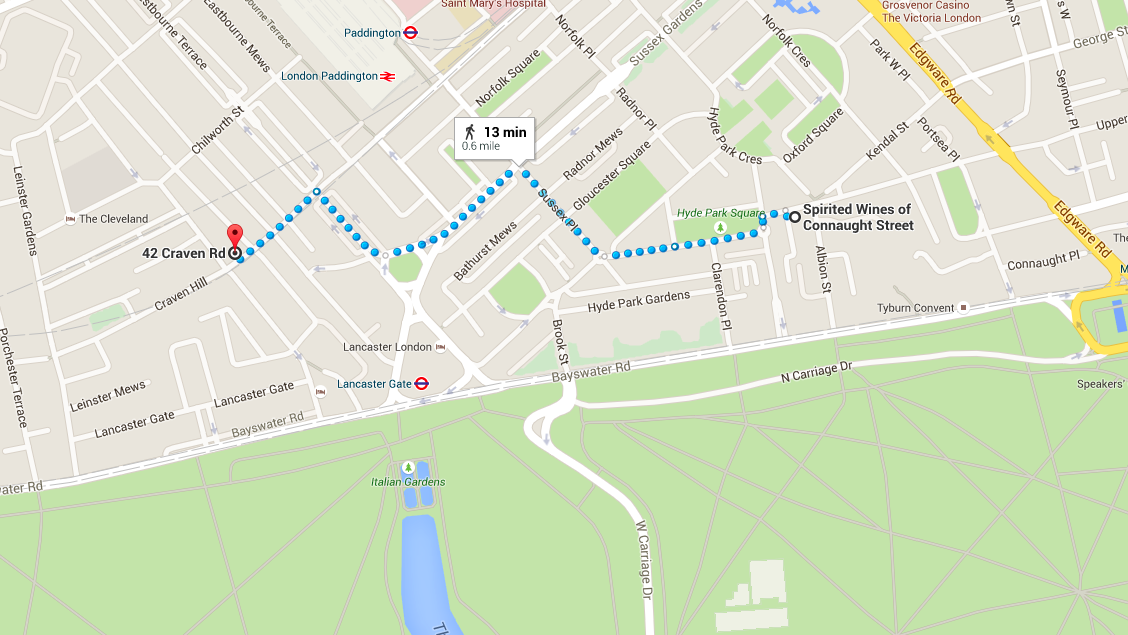 Saint Mary's Hospital
Grosvenor Casino
The Victoria London
Paddington
London Paddington
Eastbourne Terrace
Eastbourne Mews
Eastbourne Terrace
Norfolk Pl
Sussex Gardens
Norfolk Cres
Park W Pl
Edgware Rd
George St
Seymour Pl
Upper
Norfolk Square
Radnor Pl
Chilworth St
13 min
0.6 mile
Radnor Mews
Hyde Park Cres
Oxford Square
Kendal St
Portsea Pl
Gloucester Square
Leinster Gardens
The Cleveland
Sussex Pl
Hyde Park Square
Spirited Wines of
Connaught Street
Edgware Rd
42 Craven Rd
Bathurst Mews
Craven Hill
Albion St
Connaught Pl
Clarendon Pl
Hyde Park Gardens
Tyburn Convent
Brook St
Lancaster London
Porchester Terrace
Lancaster Gate
Bayswater Rd
N Carriage Dr
Speakers'
Leinster Mews
Lancaster Gate
Lancaster Gate
Bayswater Rd
ater Rd
Italian Gardens
W Carriage Dr
Th